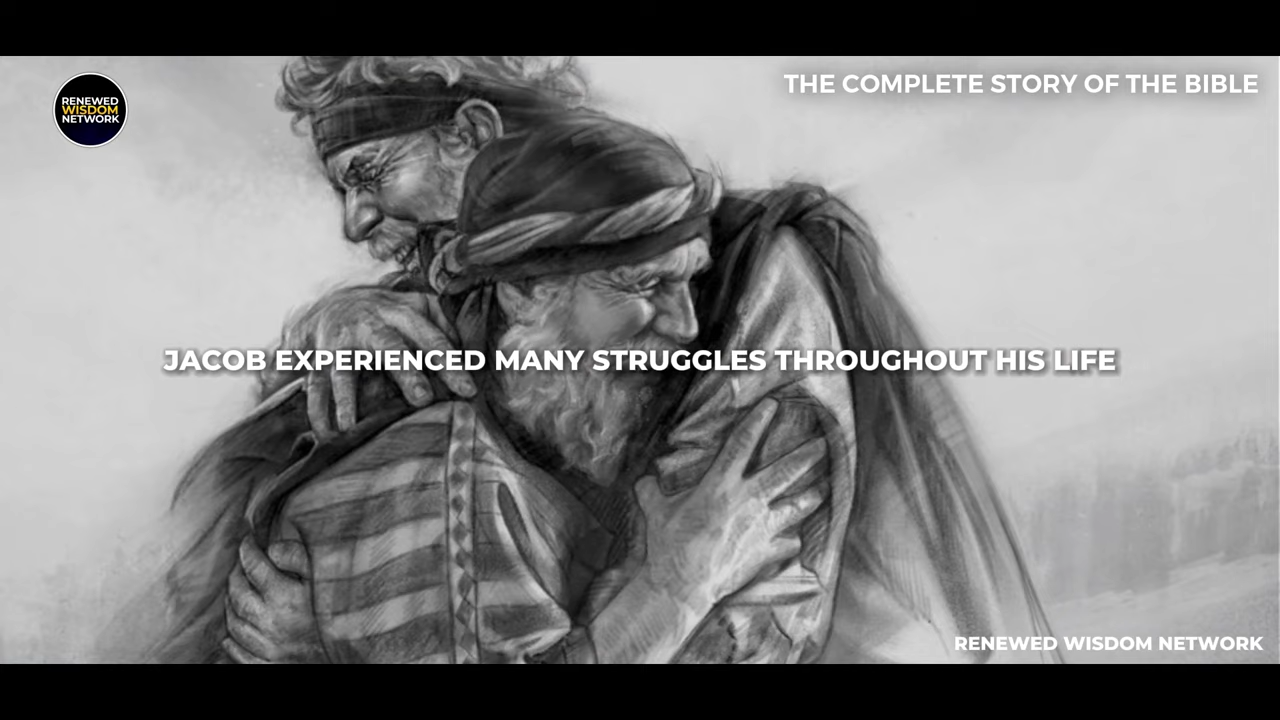 RENEWED
WISDOM
NETWORK
THE COMPLETE STORY OF THE BIBLE
JACOB EXPERIENCED MANY STRUGGLES THROUGHOUT HIS LIFE
RENEWED WISDOM NETWORK